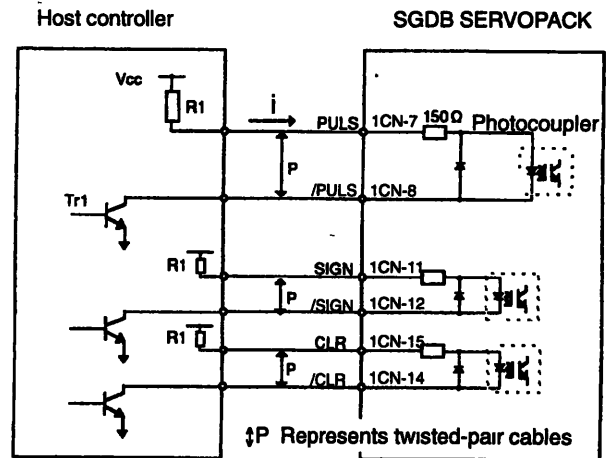 Host controller
SGDB SERVOPACK
Vcc
R1
i
PULS
1CN-7
150Ω
Photocoupler
P
/PULS
1CN-8
Tr1
R1
SIGN
1CN-11
P
/SIGN
1CN-12
R1
CLR
1CN-15
P
/CLR
1CN-14
↕P Represents twisted-pair cables